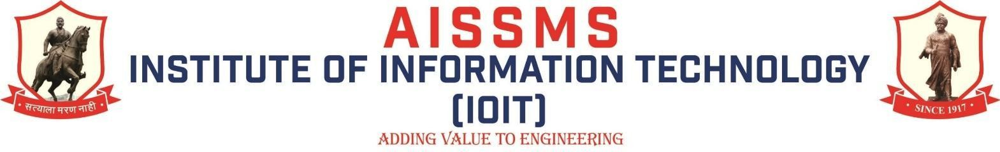 AISSMS
INSTITUTE OF INFORMATION TECHNOLOGY
(IOIT)
ADDING VALUE TO ENGINEERING
सत्याला मरण नाही
SINCE 1917